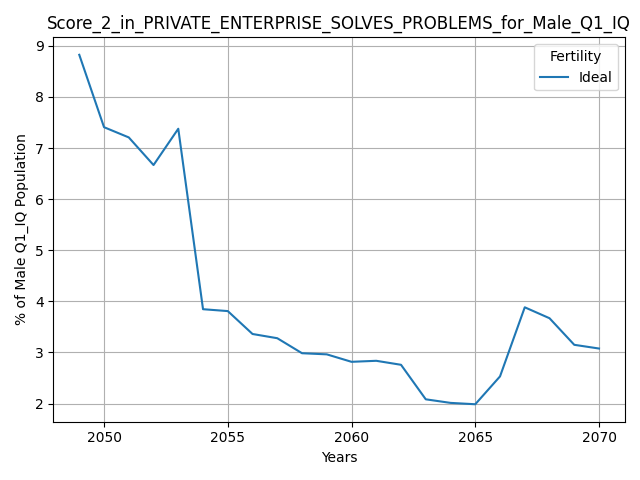 Score_2_in_PRIVATE_ENTERPRISE_SOLVES_PROBLEMS_for_Male_Q1_IQ
Fertility
Ideal
% of Male Q1_IQ Population
9
8
7
6
5
4
3
2
2050 2055 2060 2065 2070
Years